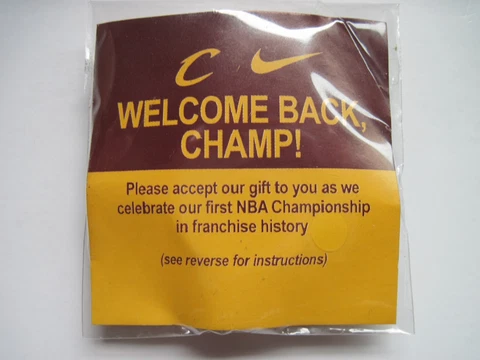 WELCOME BACK,
CHAMP!
Please accept our gift to you as we
celebrate our first NBA Championship
in franchise history
(see reverse for instructions)